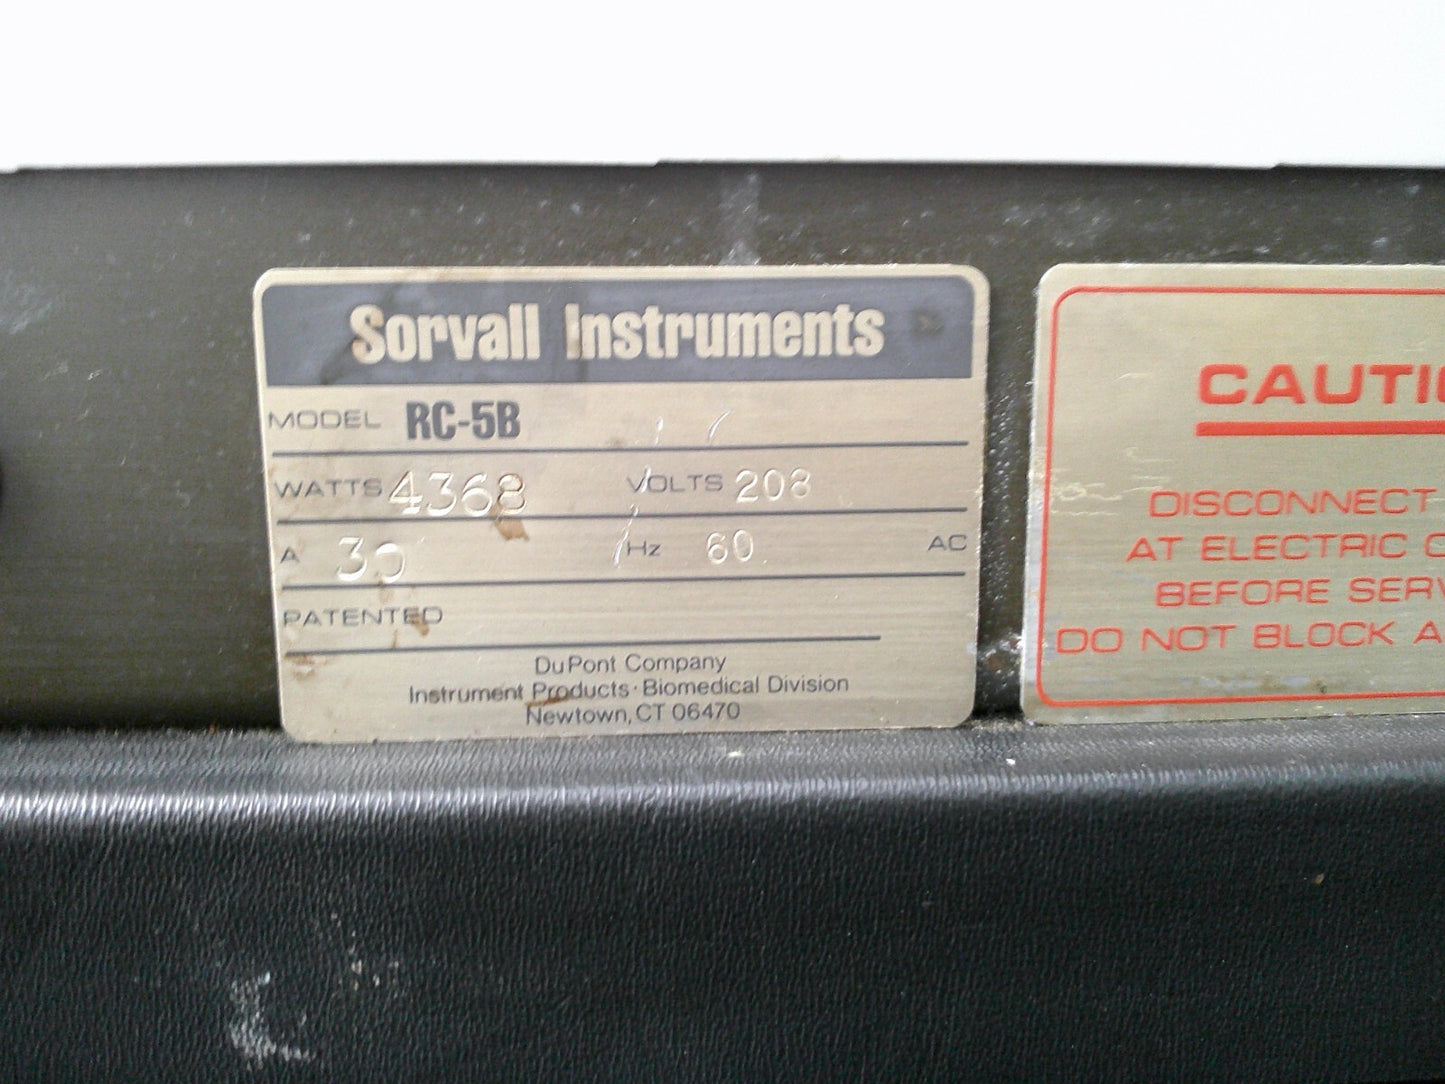 Sorvall Instruments
MODEL RC-5B
WATTS 4368 VOLTS 208
A 30 Hz 60 AC
PATENTED
DuPont Company
Instrument Products·Biomedical Division
Newtown, CT 06470
CAUTI
DISCONNECT
AT ELECTRIC
BEFORE SERV
DO NOT BLOCK A